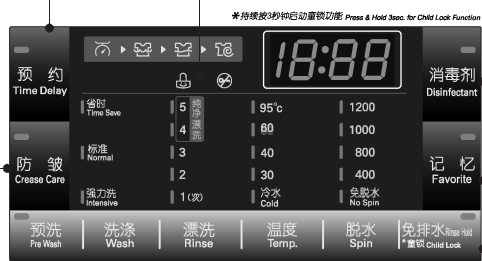 *持续按3秒钟启动童锁功能 Press & Hold 3sec. for Child Lock Function
预 约
Time Delay
18:88
消毒剂
Disinfectant
省时
Time Save
5
纯净漂洗
95°c
1200
4
60
1000
标准
Normal
3
40
800
防 皱
Crease Care
2
30
400
记 忆
Favorite
强力洗
Intensive
1(次)
冷水
Cold
免脱水
No Spin
预洗
Pre Wash
洗涤
Wash
漂洗
Rinse
温度
Temp.
脱水
Spin
免排水 Rinse Hold
*童锁 Child Lock